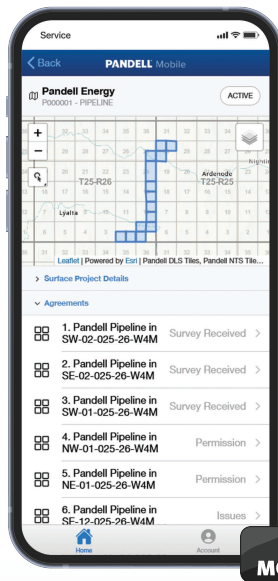 Service
Back
PANDELL Mobile
Pandell Energy
P000001 - PIPELINE
ACTIVE
+
−
Nightin
Ardenode
T25-R26
T25-R25
Lyalta
Leaflet | Powered by Esri | Pandell DLS Tiles, Pandell NTS Tile...
Surface Project Details
Agreements
1. Pandell Pipeline in
SW-02-025-26-W4M
Survey Received
2. Pandell Pipeline in
SE-02-025-26-W4M
Survey Received
3. Pandell Pipeline in
SW-01-025-26-W4M
Survey Received
4. Pandell Pipeline in
NW-01-025-26-W4M
Permission
5. Pandell Pipeline in
NE-01-025-26-W4M
Permission
6. Pandell Pipeline in
SE-12-025-26-W4M
Issues
Home
Account